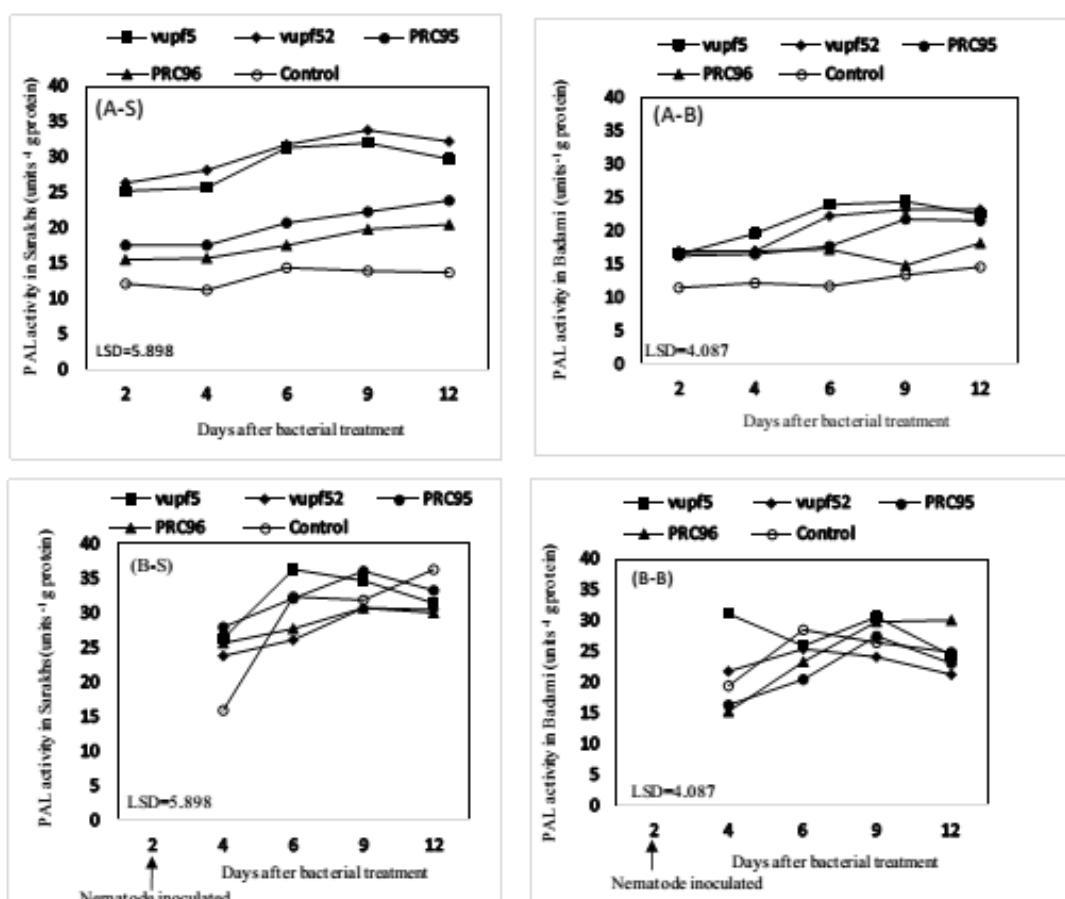 vupf5 vupf52 PRC95
PRC96 Control
PAL activity in Sarakhs (units⁻¹ g protein)
40
35
30
25
20
15
10
5
0
(A-S)
LSD=5.898
2 4 6 9 12
Days after bacterial treatment
vupf5 vupf52 PRC95
PRC96 Control
PAL activity in Badami (units⁻¹ g protein)
40
35
30
25
20
15
10
5
0
(A-B)
LSD=4.087
2 4 6 9 12
Days after bacterial treatment
vupf5 vupf52 PRC95
PRC96 Control
PAL activity in Sarakhs(units⁻¹ g protein)
40
35
30
25
20
15
10
5
0
(B-S)
LSD=5.898
2 4 6 9 12
Days after bacterial treatment
Nematode inoculated
vupf5 vupf52 PRC95
PRC96 Control
PAL activity in Badami (units⁻¹ g protein)
40
35
30
25
20
15
10
5
0
(B-B)
LSD=4.087
2 4 6 9 12
Days after bacterial treatment
Nematode inoculated